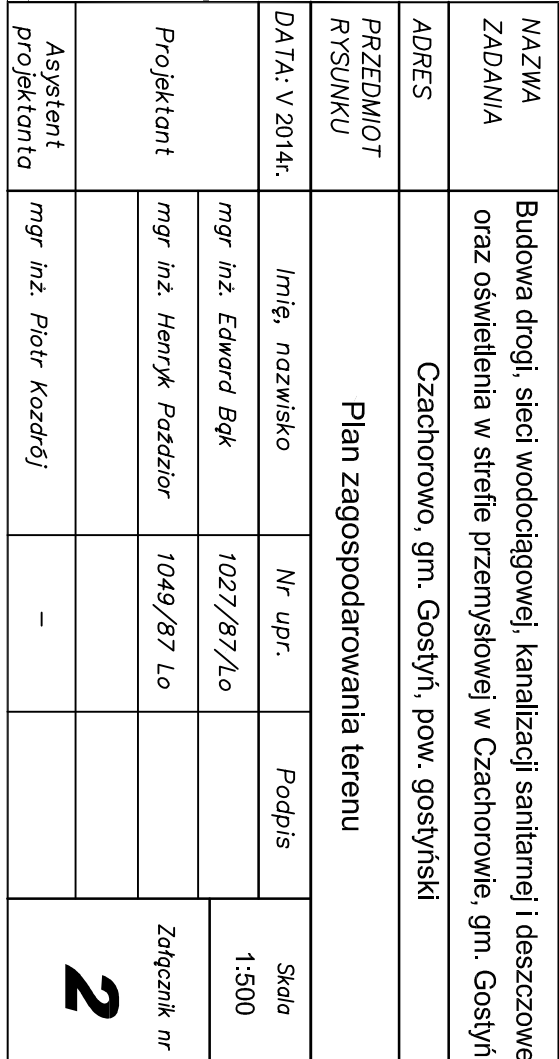 NAZWA
ZADANIA
Budowa drogi, sieci wodociągowej, kanalizacji sanitarnej i deszczowe
oraz oświetlenia w strefie przemysłowej w Czachorowie, gm. Gostyń
ADRES
Czachorowo, gm. Gostyń, pow. gostyński
PRZEDMIOT
RYSUNKU
Plan zagospodarowania terenu
DATA: V 2014r.
Imię, nazwisko
Nr upr.
Podpis
Skala
1:500
Projektant
mgr inż. Edward Bąk
1027/87/Lo
mgr inż. Henryk Paździor
1049/87 Lo
Załącznik nr
2
Asystent
projektanta
mgr inż. Piotr Kozdrój
–